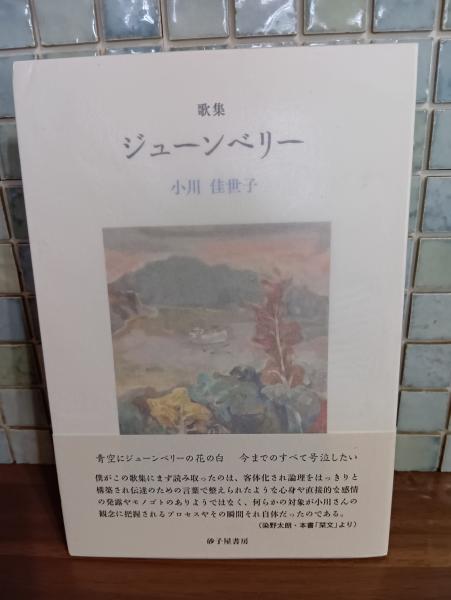 歌集
ジューンベリー
小川 佳世子
青空にジューンベリーの花の白　今までのすべて号泣したい
僕がこの歌集にまず読み取ったのは、客体化され論理をはっきりと
構築され伝達のための言葉で整えられたような心身や直接的な感情
の発露やモノゴトのありようではなく、何らかの対象が小川さんの
観念に把握されるプロセスやその瞬間それ自体だったのである。
（染野太朗・本書「栞文」より）
砂子屋書房